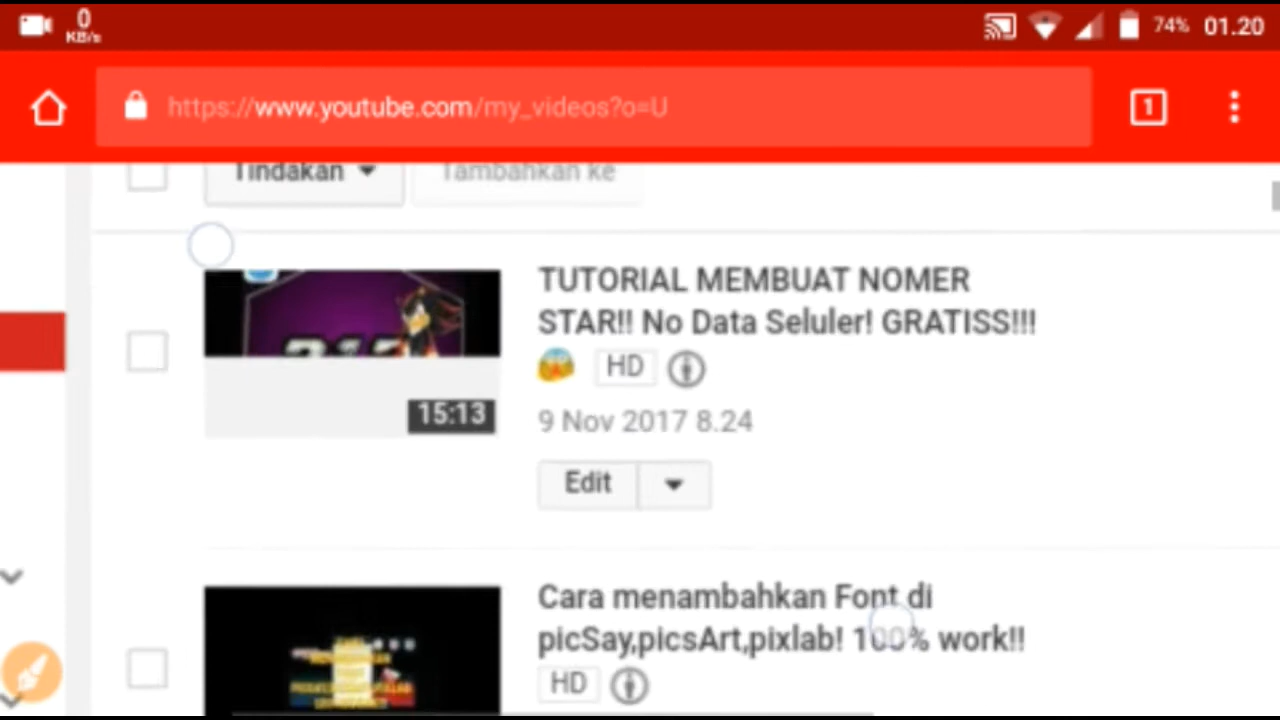 0
KB/s
74% 01.20
https://www.youtube.com/my_videos?o=U
1
Tindakan
Tambahkan ke
TUTORIAL MEMBUAT NOMER
STAR!! No Data Seluler! GRATISS!!!
HD
15:13
9 Nov 2017 8.24
Edit
Cara menambahkan Font di
picSay,picsArt,pixlab! 100% work!!
HD